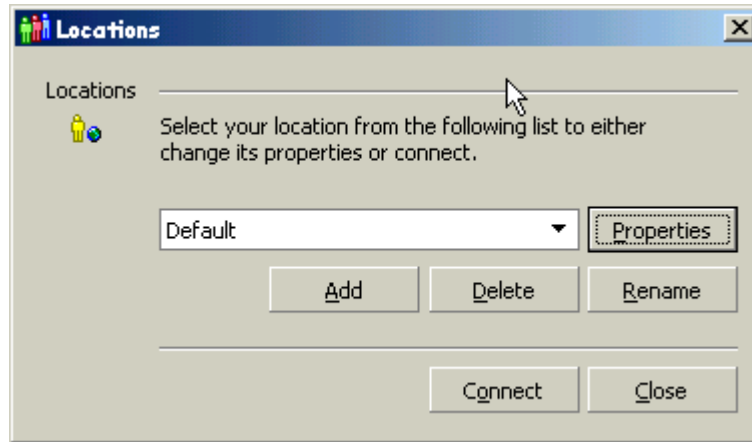 Locations
Locations
Select your location from the following list to either
change its properties or connect.
Default
Properties
Add
Delete
Rename
Connect
Close